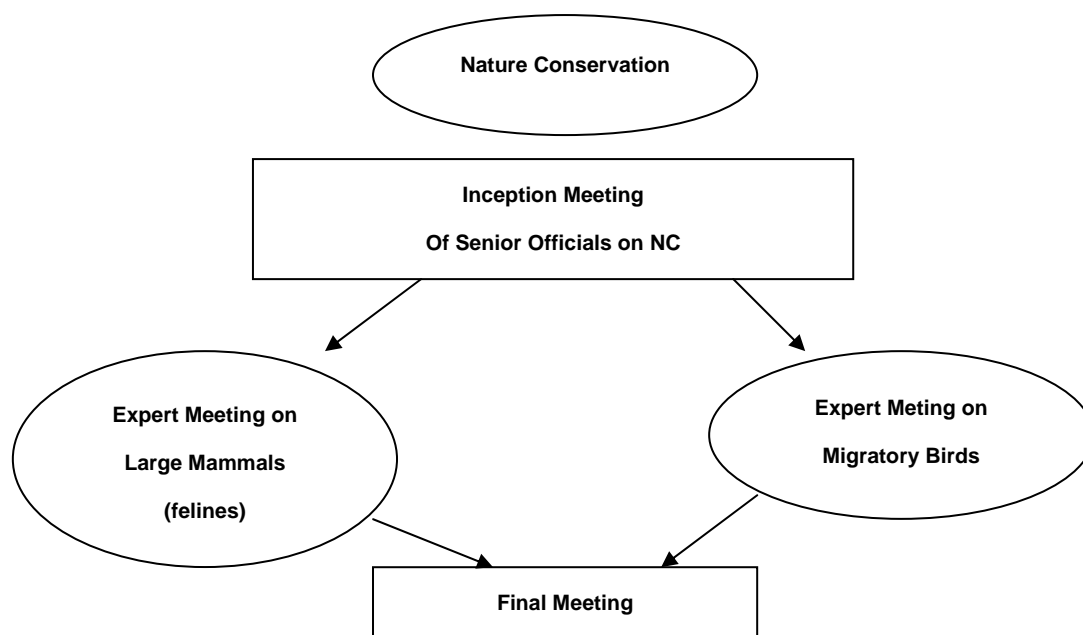 Nature Conservation
Inception Meeting
Of Senior Officials on NC
Expert Meeting on
Large Mammals
(felines)
Expert Meting on
Migratory Birds
Final Meeting